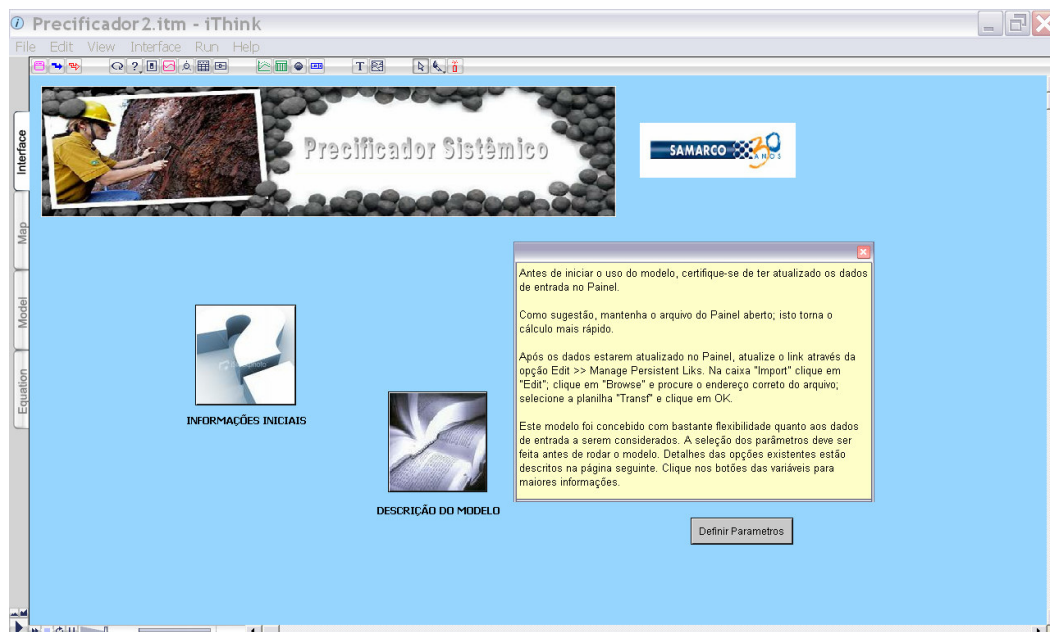 Precificador2.itm - iThink
File Edit View Interface Run Help
Interface
Map
Model
Equation
Precificador Sistêmico
SAMARCO 30
ANOS
Antes de iniciar o uso do modelo, certifique-se de ter atualizado os dados
de entrada no Painel.
Como sugestão, mantenha o arquivo do Painel aberto; isto torna o
cálculo mais rápido.
Após os dados estarem atualizado no Painel, atualize o link através da
opção Edit >> Manage Persistent Liks. Na caixa "Import" clique em
"Edit"; clique em "Browse" e procure o endereço correto do arquivo;
selecione a planilha "Transf" e clique em OK.
Este modelo foi concebido com bastante flexibilidade quanto aos dados
de entrada a serem considerados. A seleção dos parâmetros deve ser
feita antes de rodar o modelo. Detalhes das opções existentes estão
descritos na página seguinte. Clique nos botões das variáveis para
maiores informações.
INFORMAÇÕES INICIAIS
DESCRIÇÃO DO MODELO
Definir Parametros